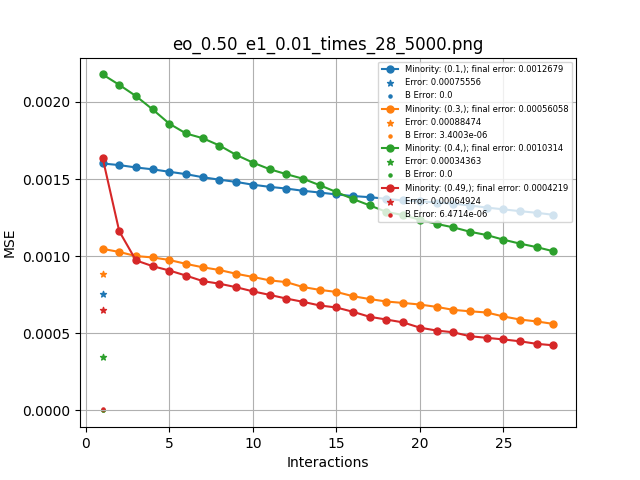 eo_0.50_e1_0.01_times_28_5000.png
Minority: (0.1,); final error: 0.0012679
Error: 0.00075556
B Error: 0.0
Minority: (0.3,); final error: 0.00056058
Error: 0.00088474
B Error: 3.4003e-06
Minority: (0.4,); final error: 0.0010314
Error: 0.00034363
B Error: 0.0
Minority: (0.49,); final error: 0.0004219
Error: 0.00064924
B Error: 6.4714e-06
MSE
0.0020
0.0015
0.0010
0.0005
0.0000
0 5 10 15 20 25
Interactions